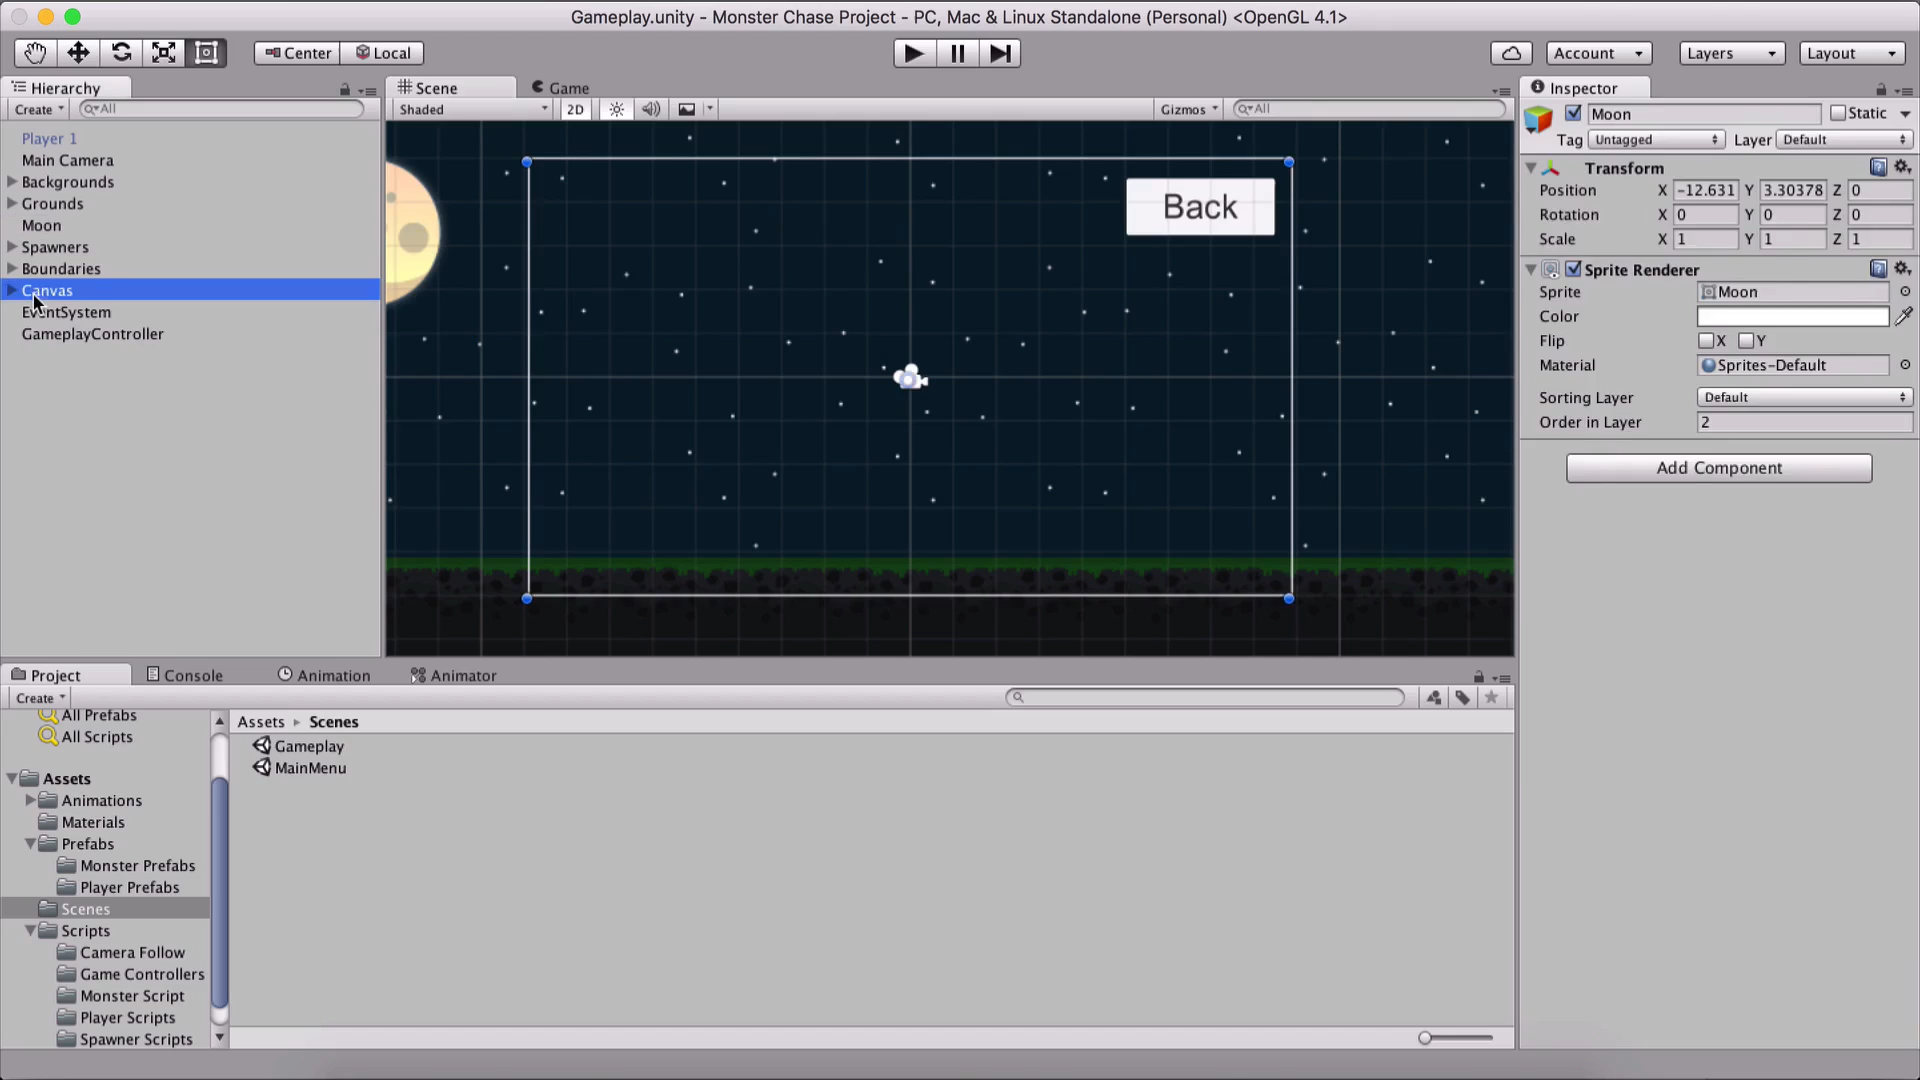 Gameplay.unity - Monster Chase Project - PC, Mac & Linux Standalone (Personal) <OpenGL 4.1>
Center Local Account Layers Layout
Hierarchy
Create All
Player 1
Main Camera
Backgrounds
Grounds
Moon
Spawners
Boundaries
Canvas
EventSystem
GameplayController
Scene Game
Shaded 2D Gizmos All
Back
Inspector
Moon Static
Tag Untagged Layer Default
Transform
Position X -12.631 Y 3.30378 Z 0
Rotation X 0 Y 0 Z 0
Scale X 1 Y 1 Z 1
Sprite Renderer
Sprite Moon
Color
Flip X Y
Material Sprites-Default
Sorting Layer Default
Order in Layer 2
Add Component
Project Console Animation Animator
Create
All Prefabs
All Scripts
Assets
Animations
Materials
Prefabs
Monster Prefabs
Player Prefabs
Scenes
Scripts
Camera Follow
Game Controllers
Monster Script
Player Scripts
Spawner Scripts
Assets Scenes
Gameplay
MainMenu